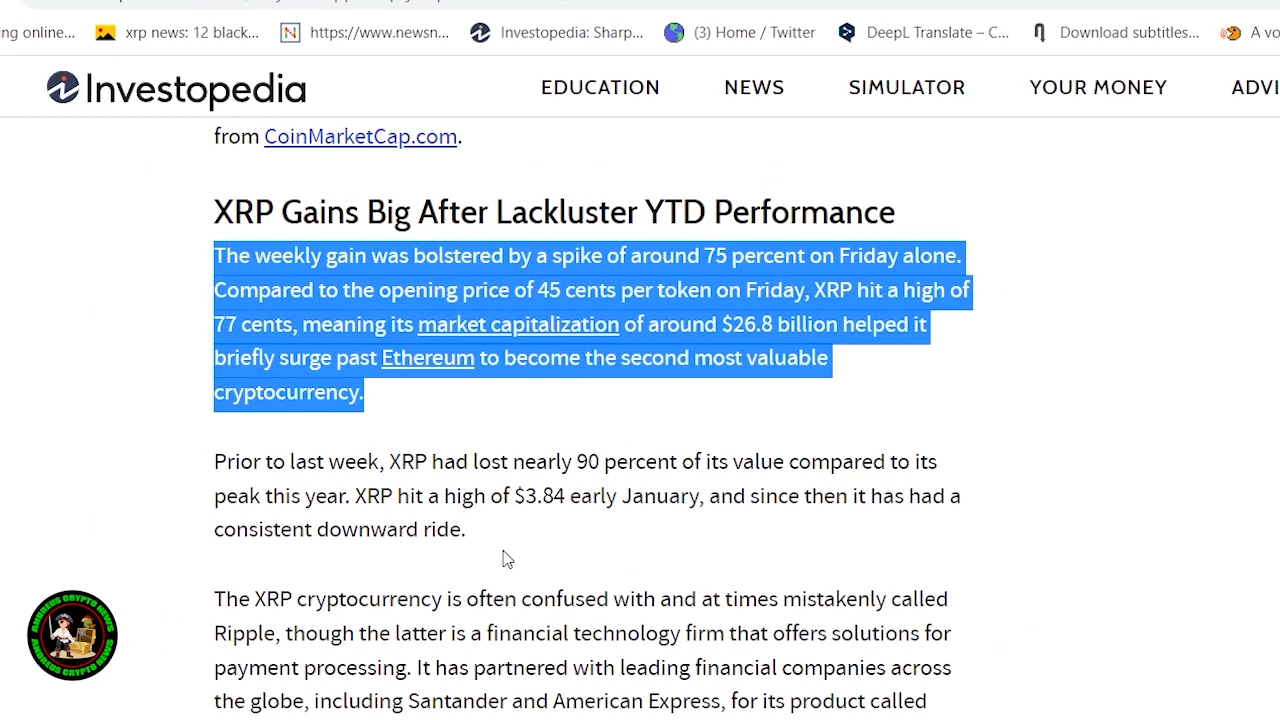 ng online...
xrp news: 12 black...
https://www.newsn...
Investopedia: Sharp...
(3) Home / Twitter
DeepL Translate – C...
Download subtitles...
A vo
Investopedia
EDUCATION
NEWS
SIMULATOR
YOUR MONEY
ADVI
from CoinMarketCap.com.
XRP Gains Big After Lackluster YTD Performance
The weekly gain was bolstered by a spike of around 75 percent on Friday alone.
Compared to the opening price of 45 cents per token on Friday, XRP hit a high of
77 cents, meaning its market capitalization of around $26.8 billion helped it
briefly surge past Ethereum to become the second most valuable
cryptocurrency.
Prior to last week, XRP had lost nearly 90 percent of its value compared to its
peak this year. XRP hit a high of $3.84 early January, and since then it has had a
consistent downward ride.
The XRP cryptocurrency is often confused with and at times mistakenly called
Ripple, though the latter is a financial technology firm that offers solutions for
payment processing. It has partnered with leading financial companies across
the globe, including Santander and American Express, for its product called
ANDREUS CRYPTO NEWS
ANDREUS CRYPTO NEWS